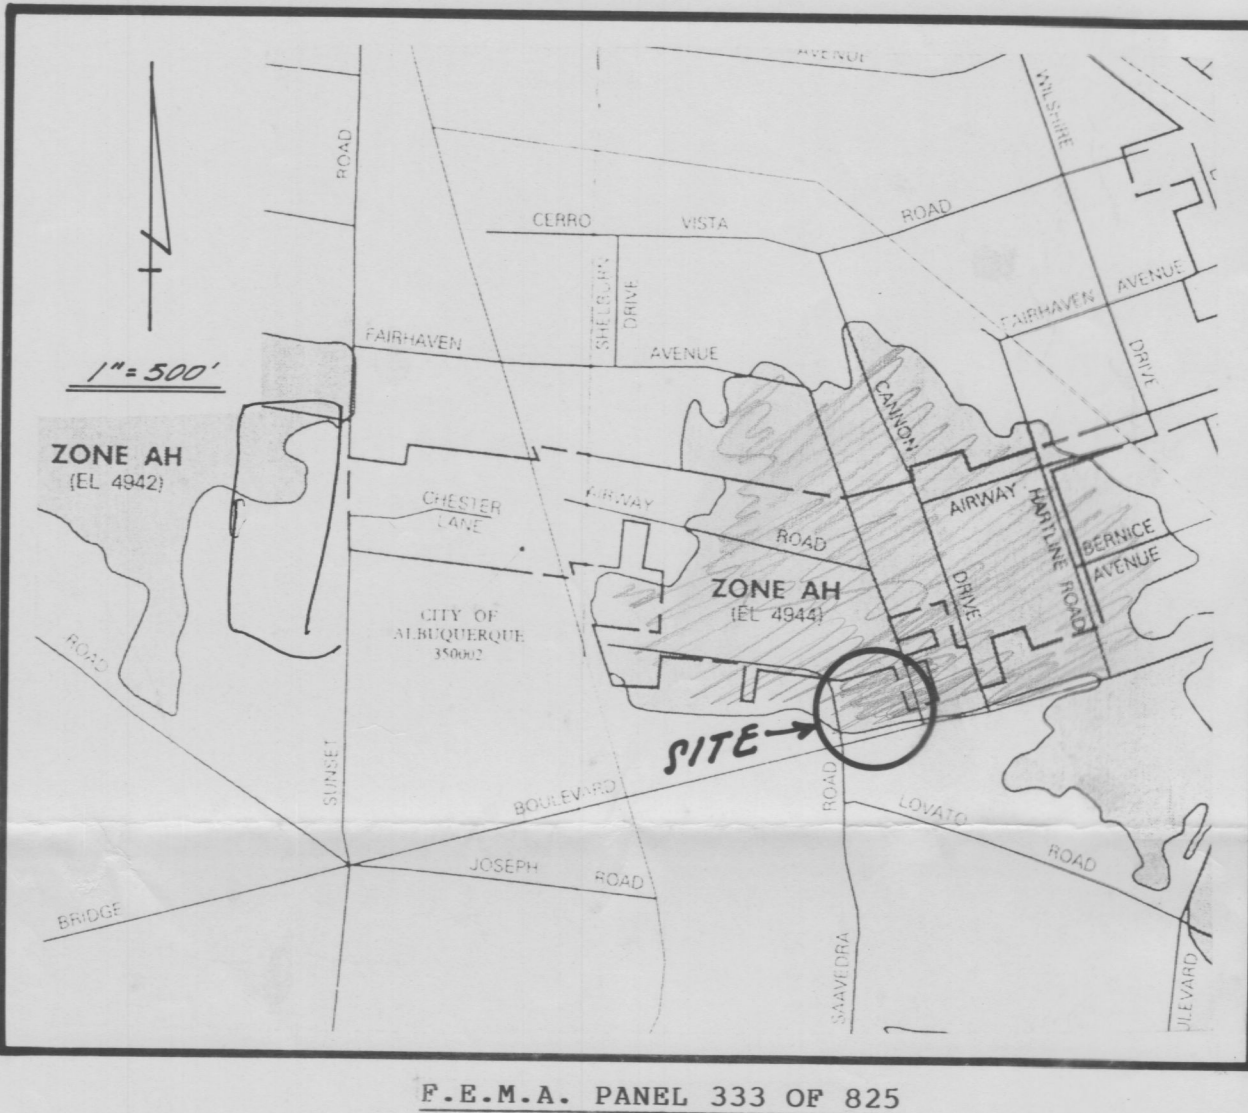 AVENUE
WILSHIRE
ROAD
CERRO VISTA ROAD
SHELBURN
DRIVE
FAIRHAVEN AVENUE
FAIRHAVEN AVENUE
DRIVE
1"=500'
CANNON
ZONE AH
(EL 4942)
CHESTER
LANE
AIRWAY ROAD
AIRWAY
HARTLINE ROAD
BERNICE
AVENUE
ZONE AH
(EL 4944)
DRIVE
CITY OF
ALBUQUERQUE
350002
ROAD
SITE
SUNSET
BOULEVARD
ROAD
LOVATO ROAD
JOSEPH ROAD
BRIDGE
SAAVEDRA
ULEVARD
F.E.M.A. PANEL 333 OF 825